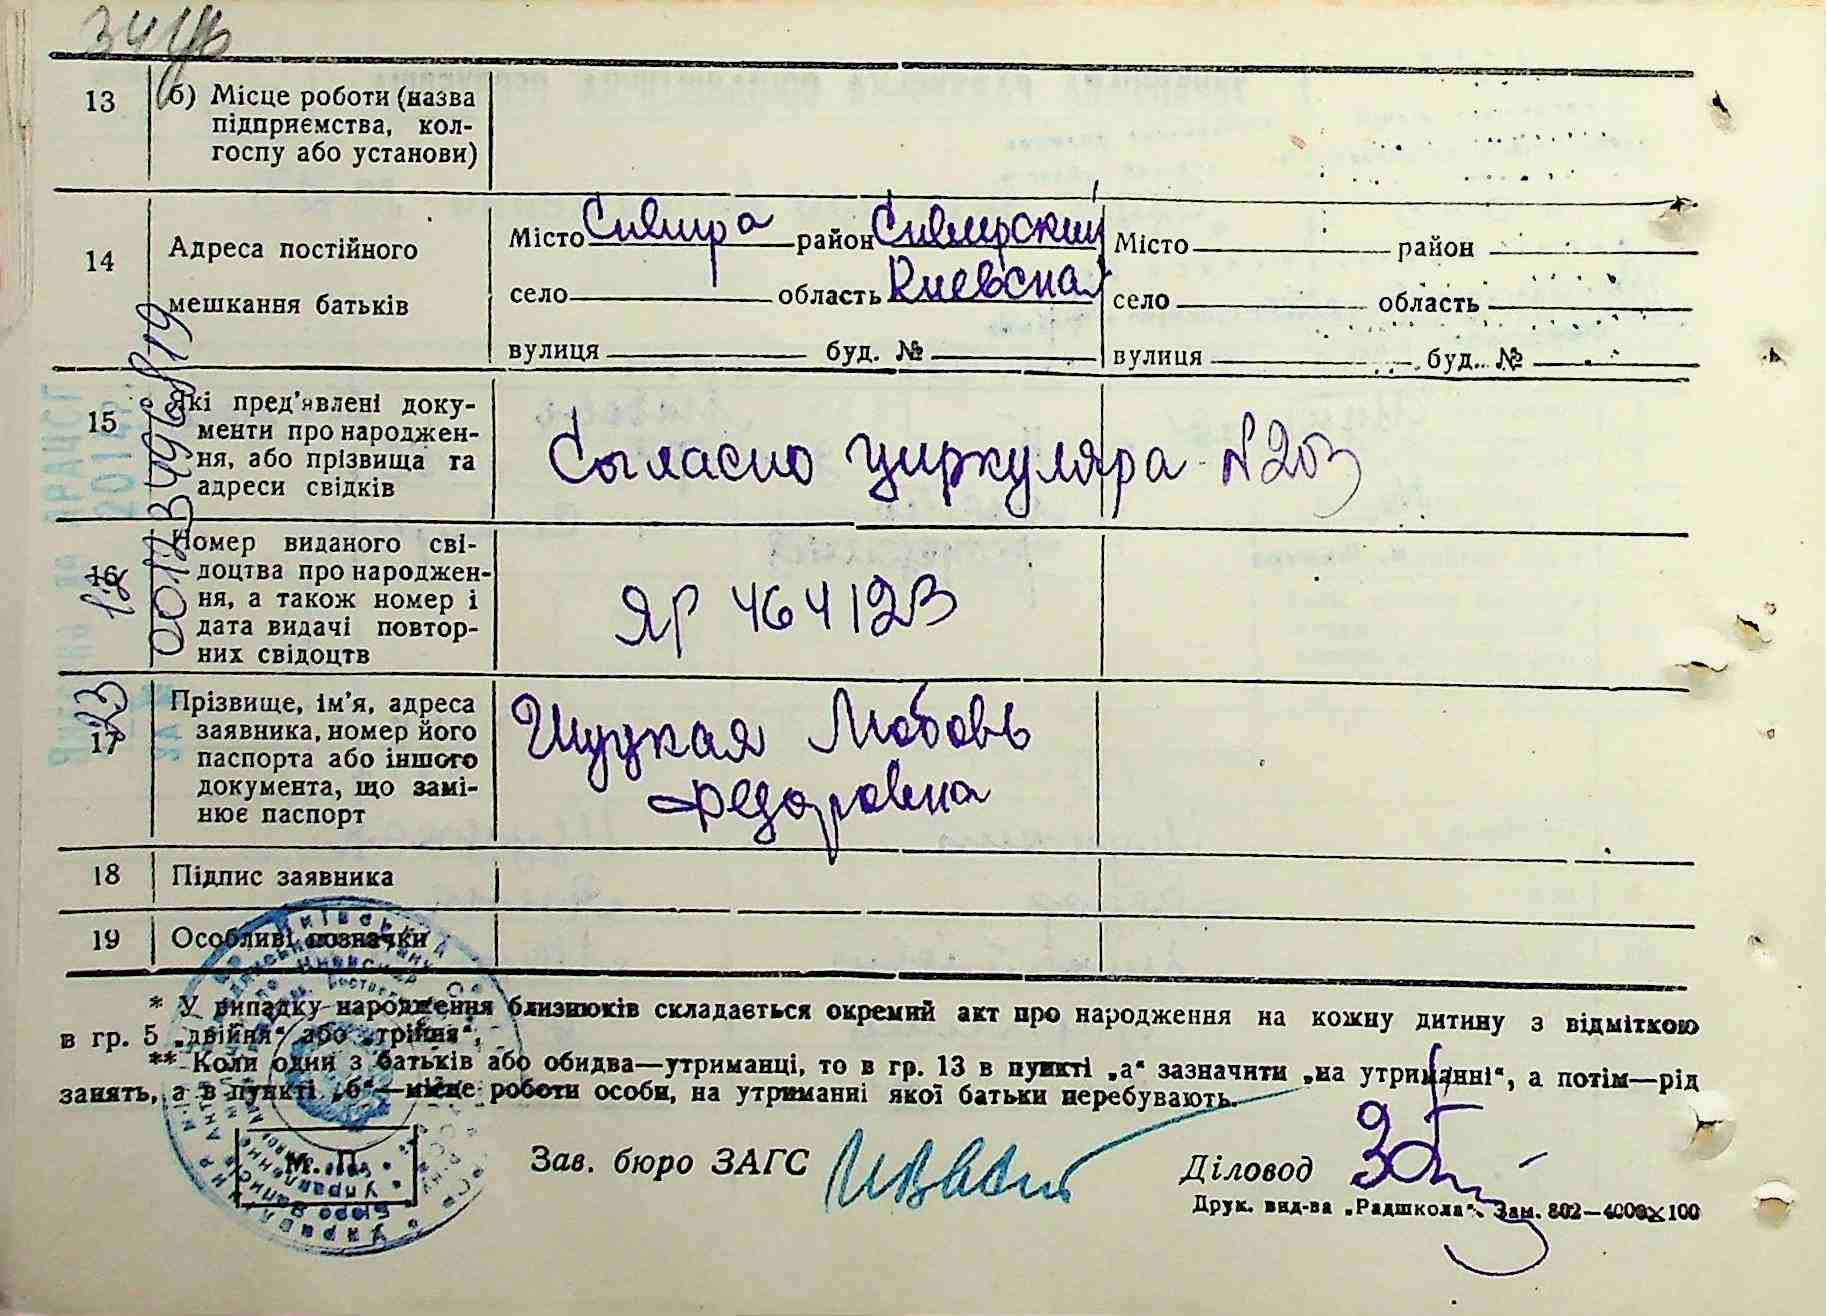 13
б) Місце роботи (назва
підприємства, кол-
госпу або установи)
14
Адреса постійного
мешкання батьків
Місто Сквира район Сквирский
село область Киевская
вулиця буд. №
Місто район
село область
вулиця буд. №
15
Які пред'явлені доку-
менти про народжен-
ня, або прізвища та
адреси свідків
Согласно циркуляра №203
16
Номер виданого сві-
доцтва про народжен-
ня, а також номер і
дата видачі повтор-
них свідоцтв
ЯР 464123
17
Прізвище, ім'я, адреса
заявника, номер його
паспорта або іншого
документа, що замі-
нює паспорт
Шуцкая Любовь
Федоровна
18
Підпис заявника
19
Особливі позначки
* У випадку народження близнюків складається окремий акт про народження на кожну дитину з відміткою
в гр. 5 „двійня" або „трійня".
** Коли один з батьків або обидва—утриманці, то в гр. 13 в пункті „а" зазначити „на утриманні", а потім—рід
занять, а в пункті „б"—місце роботи особи, на утриманні якої батьки перебувають.
М. П.
Зав. бюро ЗАГС
Діловод
Друк. вид-ва „Радшкола". Зам. 802—4000×100